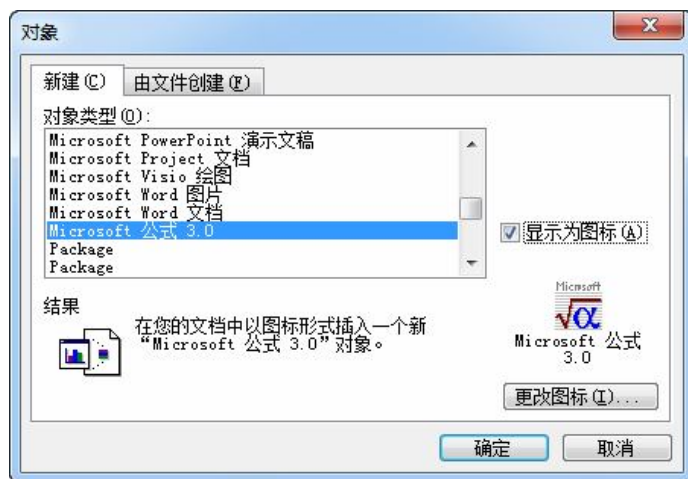 对象
新建(C)
由文件创建(F)
对象类型(O):
Microsoft PowerPoint 演示文稿
Microsoft Project 文档
Microsoft Visio 绘图
Microsoft Word 图片
Microsoft Word 文档
Microsoft 公式 3.0
Package
Package
显示为图标(A)
结果
在您的文档中以图标形式插入一个新
“Microsoft 公式 3.0”对象。
Microsoft
√α
Microsoft 公式
3.0
更改图标(I)...
确定
取消